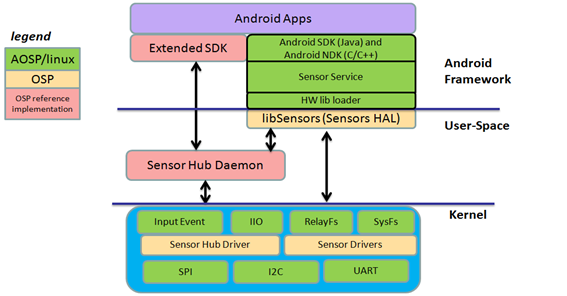 legend
AOSP/linux
OSP
OSP reference
implementation
Android Apps
Extended SDK
Android SDK (Java) and
Android NDK (C/C++)
Sensor Service
HW lib loader
Android
Framework
libSensors (Sensors HAL)
User-Space
Sensor Hub Daemon
Kernel
Input Event
IIO
RelayFs
SysFs
Sensor Hub Driver
Sensor Drivers
SPI
I2C
UART